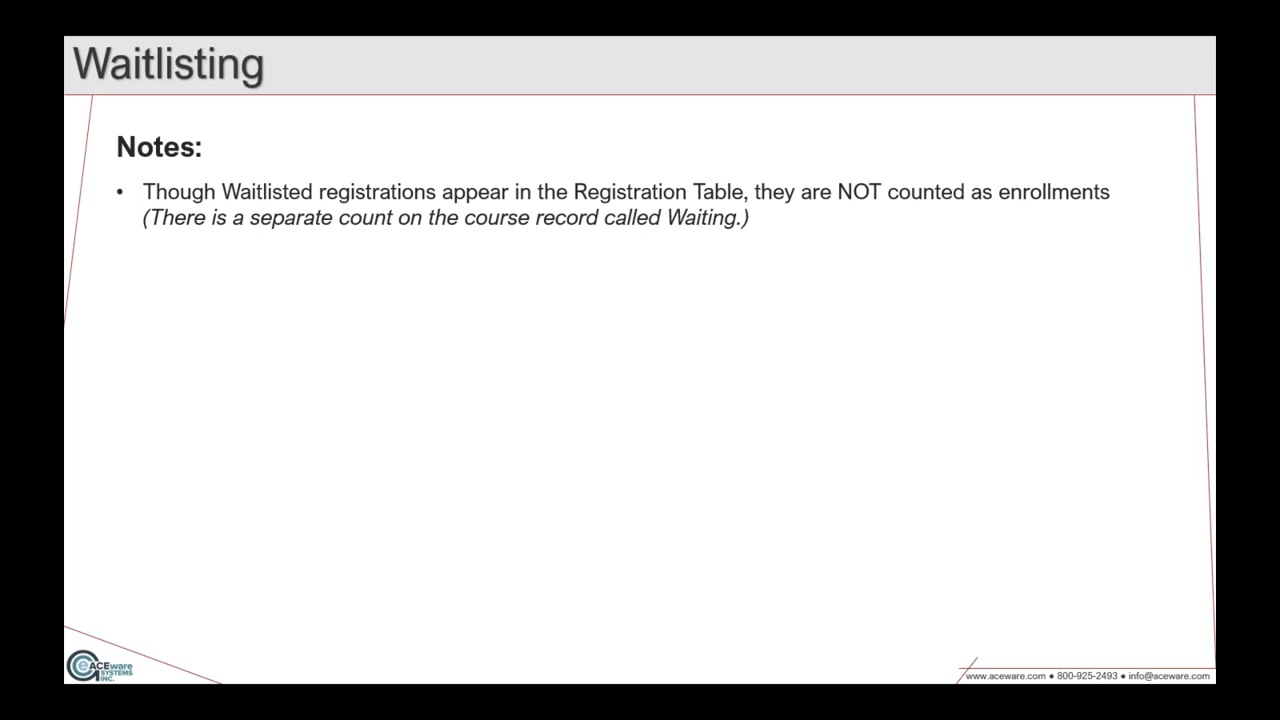 Waitlisting
Notes:
• Though Waitlisted registrations appear in the Registration Table, they are NOT counted as enrollments
(There is a separate count on the course record called Waiting.)
eACEware
SYSTEMS
INC.
www.aceware.com ● 800-925-2493 ● info@aceware.com